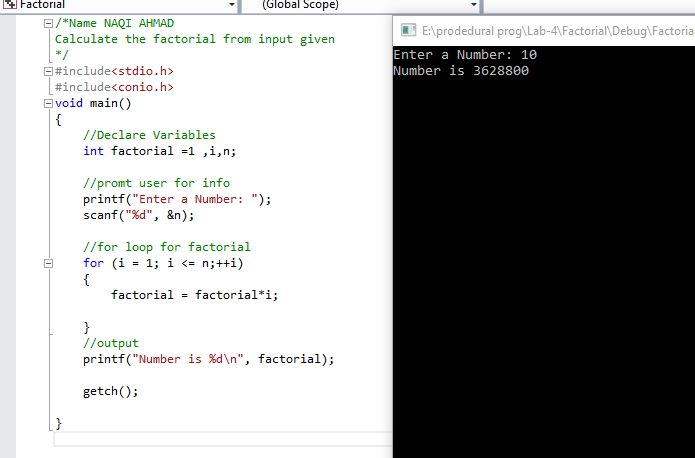 Factorial
(Global Scope)
/*Name NAQI AHMAD
Calculate the factorial from input given
*/
#include<stdio.h>
#include<conio.h>
void main()
{
//Declare Variables
int factorial =1 ,i,n;
//promt user for info
printf("Enter a Number: ");
scanf("%d", &n);
//for loop for factorial
for (i = 1; i <= n;++i)
{
factorial = factorial*i;
}
//output
printf("Number is %d\n", factorial);
getch();
}
E:\prodedural prog\Lab-4\Factorial\Debug\Factoria
Enter a Number: 10
Number is 3628800